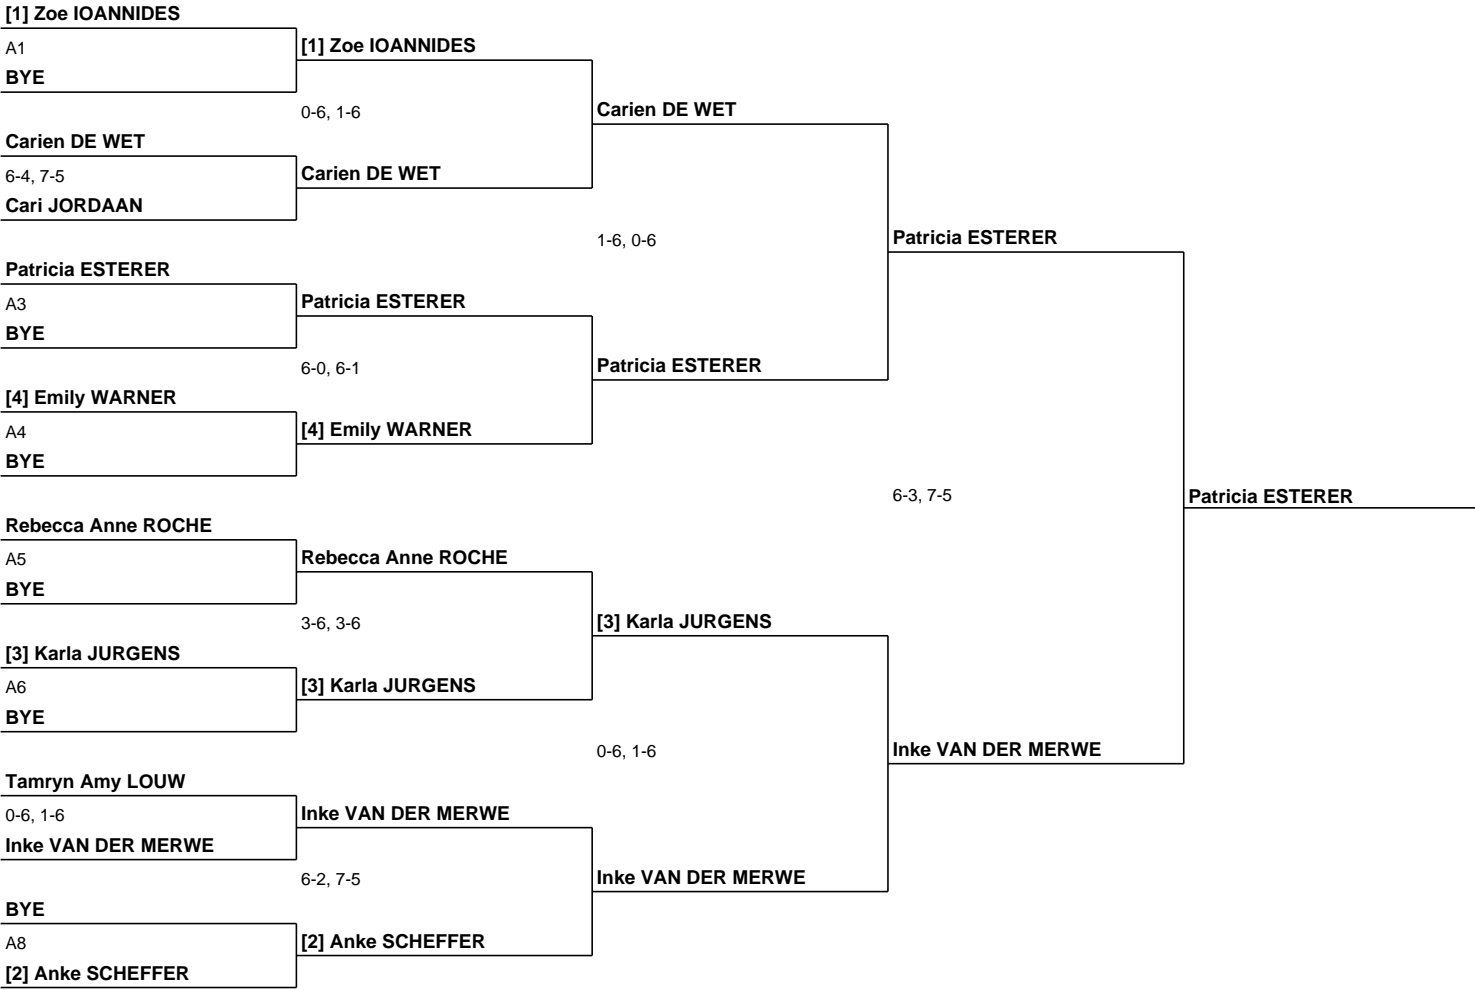 [1] Zoe IOANNIDES
A1
BYE
[1] Zoe IOANNIDES
0-6, 1-6
Carien DE WET
Carien DE WET
6-4, 7-5
Cari JORDAAN
Carien DE WET
1-6, 0-6
Patricia ESTERER
Patricia ESTERER
A3
BYE
Patricia ESTERER
6-0, 6-1
Patricia ESTERER
[4] Emily WARNER
A4
BYE
[4] Emily WARNER
6-3, 7-5
Patricia ESTERER
Rebecca Anne ROCHE
A5
BYE
Rebecca Anne ROCHE
3-6, 3-6
[3] Karla JURGENS
[3] Karla JURGENS
A6
BYE
[3] Karla JURGENS
0-6, 1-6
Inke VAN DER MERWE
Tamryn Amy LOUW
0-6, 1-6
Inke VAN DER MERWE
Inke VAN DER MERWE
6-2, 7-5
Inke VAN DER MERWE
BYE
A8
[2] Anke SCHEFFER
[2] Anke SCHEFFER